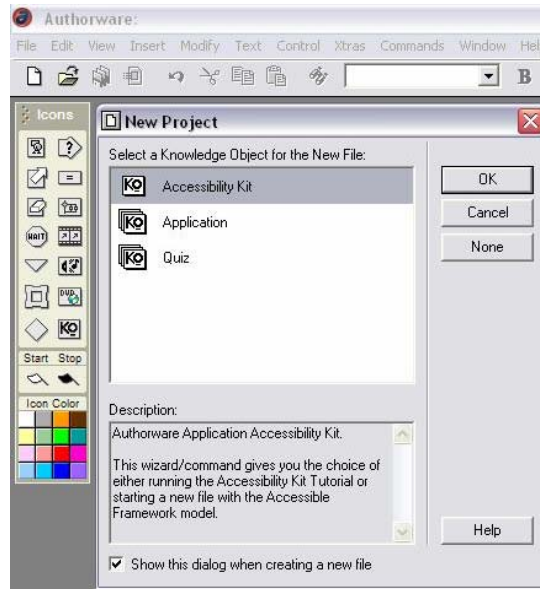 Authorware:
File Edit View Insert Modify Text Control Xtras Commands Window Hel
B
Icons
New Project
Select a Knowledge Object for the New File:
KO Accessibility Kit
OK
KO Application
Cancel
KO Quiz
None
WAIT
DVD
KO
Start Stop
Icon Color
Description:
Authorware Application Accessibility Kit.
This wizard/command gives you the choice of
either running the Accessibility Kit Tutorial or
starting a new file with the Accessible
Framework model.
Help
Show this dialog when creating a new file